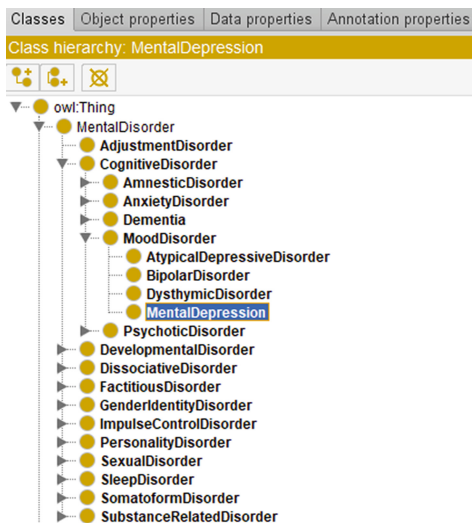 Classes Object properties Data properties Annotation properties
Class hierarchy: MentalDepression
owl:Thing
MentalDisorder
AdjustmentDisorder
CognitiveDisorder
AmnesticDisorder
AnxietyDisorder
Dementia
MoodDisorder
AtypicalDepressiveDisorder
BipolarDisorder
DysthymicDisorder
MentalDepression
PsychoticDisorder
DevelopmentalDisorder
DissociativeDisorder
FactitiousDisorder
GenderIdentityDisorder
ImpulseControlDisorder
PersonalityDisorder
SexualDisorder
SleepDisorder
SomatoformDisorder
SubstanceRelatedDisorder